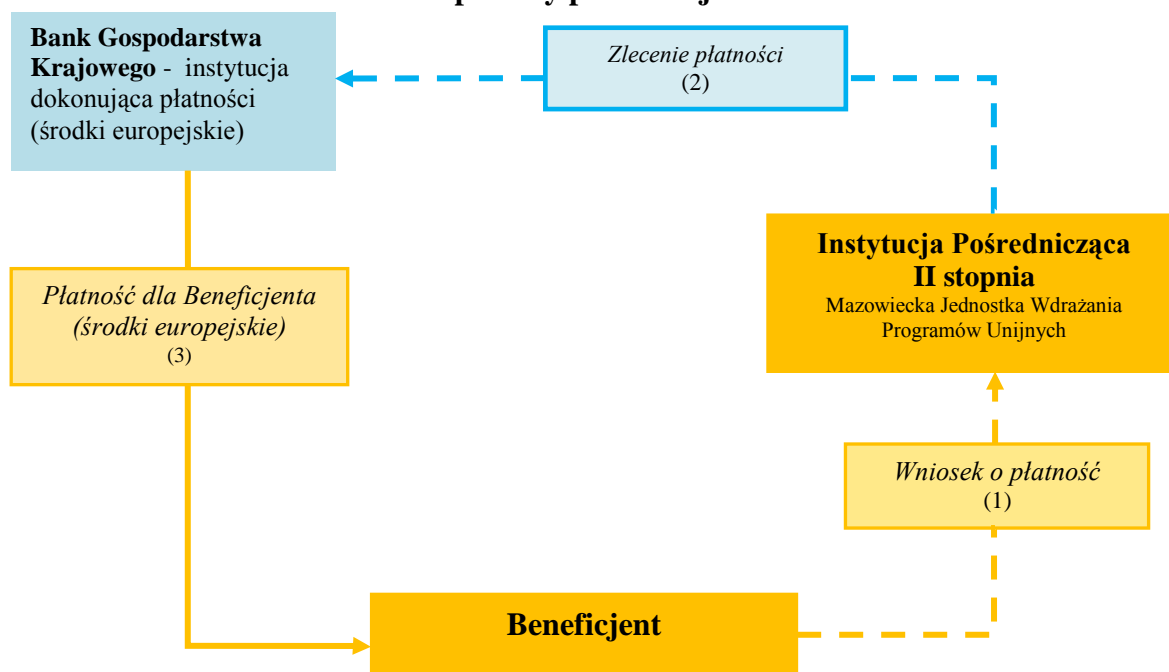 Bank Gospodarstwa
Krajowego - instytucja
dokonująca płatności
(środki europejskie)
Zlecenie płatności
(2)
Instytucja Pośrednicząca
II stopnia
Mazowiecka Jednostka Wdrażania
Programów Unijnych
Płatność dla Beneficjenta
(środki europejskie)
(3)
Wniosek o płatność
(1)
Beneficjent